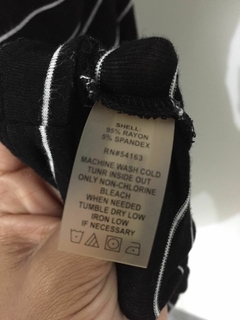 SHELL:
95% RAYON
5% SPANDEX
RN#54163
MACHINE WASH COLD
TUNR INSIDE OUT
ONLY NON-CHLORINE
BLEACH
WHEN NEEDED
TUMBLE DRY LOW
IRON LOW
IF NECESSARY